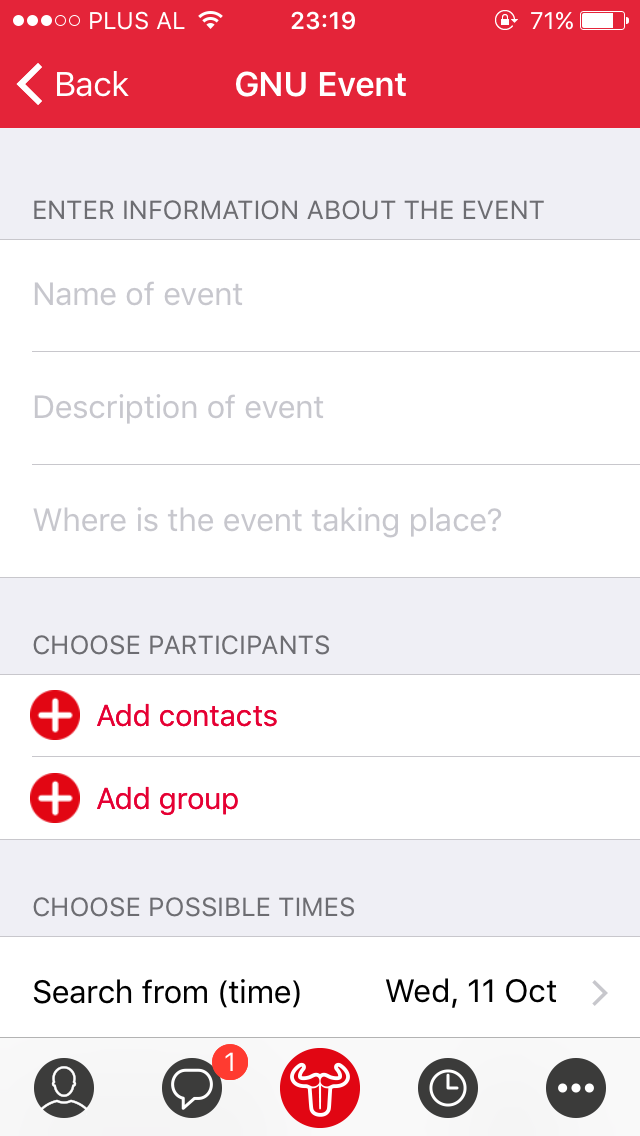 PLUS AL 23:19 71%
Back GNU Event
ENTER INFORMATION ABOUT THE EVENT
Name of event
Description of event
Where is the event taking place?
CHOOSE PARTICIPANTS
Add contacts
Add group
CHOOSE POSSIBLE TIMES
Search from (time) Wed, 11 Oct
1